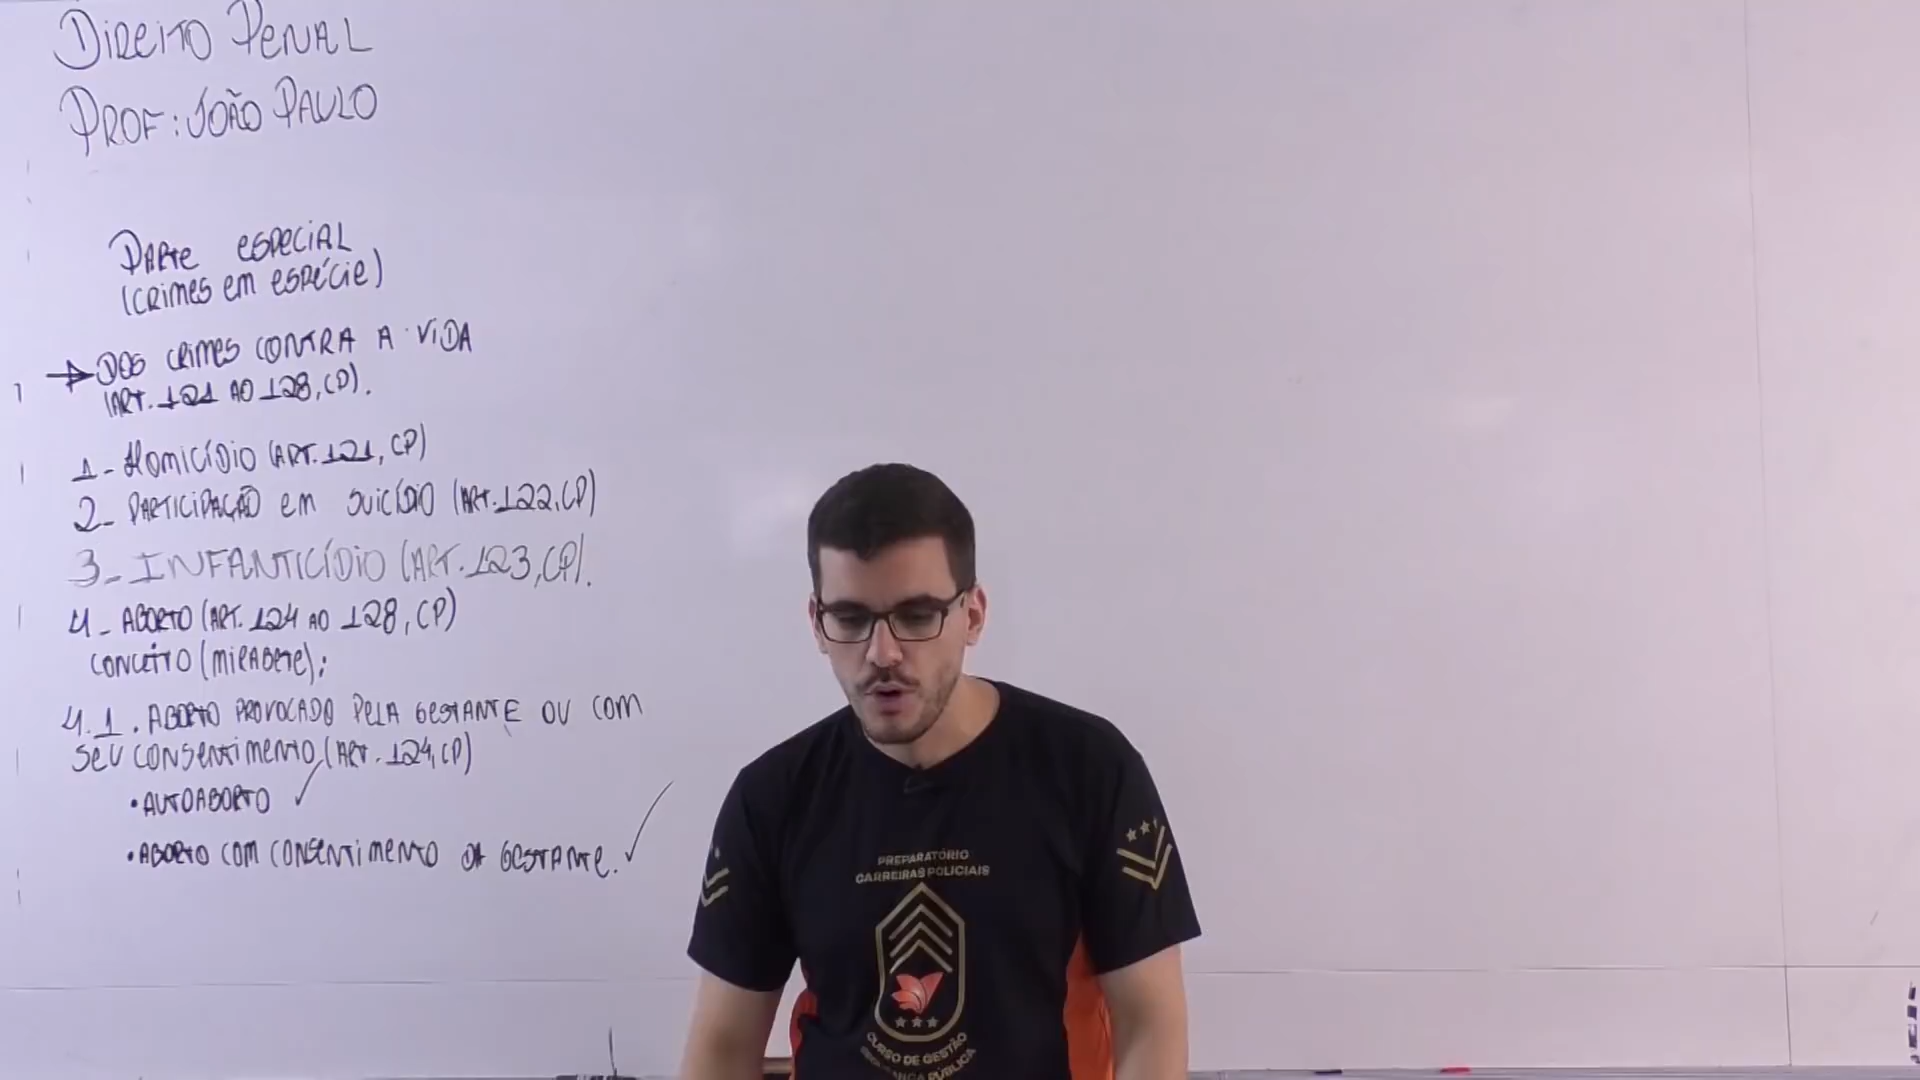 DIREITO PENAL
PROF: JOÃO PAULO
PARTE ESPECIAL
(CRIMES EM ESPÉCIE)
→ DOS CRIMES CONTRA A VIDA
(ART. 121 AO 128, CP).
1- HOMICÍDIO (ART. 121, CP)
2- PARTICIPAÇÃO EM SUICÍDIO (ART. 122, CP)
3- INFANTICÍDIO (ART. 123, CP).
4- ABORTO (ART. 124 AO 128, CP)
CONCEITO (MIRABETE);
4.1. ABORTO PROVOCADO PELA GESTANTE OU COM
SEU CONSENTIMENTO (ART. 124, CP)
• AUTOABORTO ✓
• ABORTO COM CONSENTIMENTO DA GESTANTE. ✓
PREPARATÓRIO
CARREIRAS POLICIAIS
CURSO DE GESTÃO
PÚBLICA